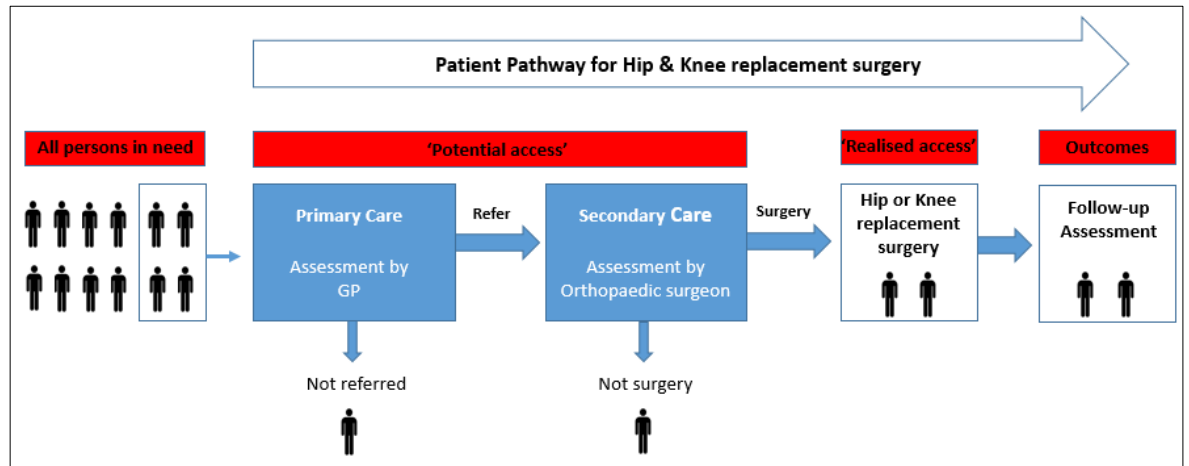 Patient Pathway for Hip & Knee replacement surgery
All persons in need
'Potential access'
'Realised access'
Outcomes
Primary Care
Assessment by
GP
Refer
Secondary Care
Assessment by
Orthopaedic surgeon
Surgery
Hip or Knee
replacement
surgery
Follow-up
Assessment
Not referred
Not surgery